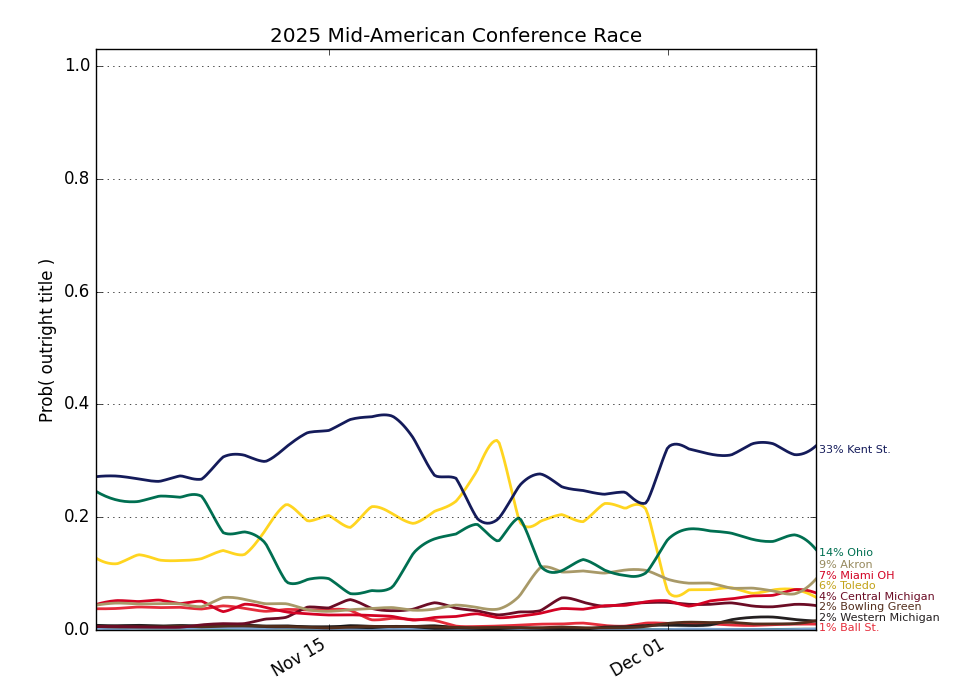 2025 Mid-American Conference Race
Prob( outright title )
1.0
0.8
0.6
0.4
0.2
0.0
Nov 15
Dec 01
33% Kent St.
14% Ohio
9% Akron
7% Miami OH
6% Toledo
4% Central Michigan
2% Bowling Green
2% Western Michigan
1% Ball St.